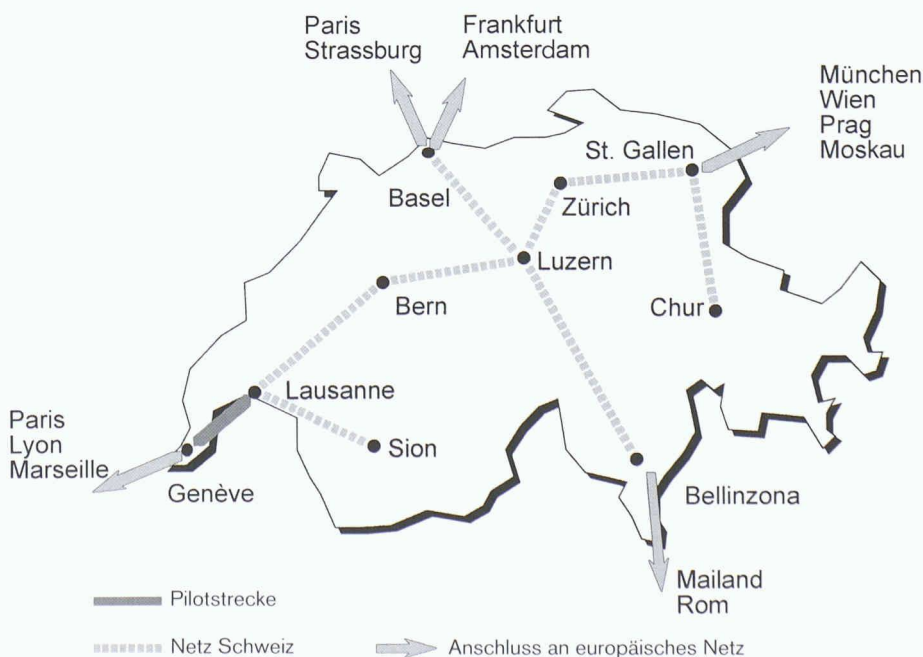 Paris
Strassburg
Frankfurt
Amsterdam
München
Wien
Prag
Moskau
St. Gallen
Basel
Zürich
Luzern
Bern
Chur
Lausanne
Paris
Lyon
Marseille
Sion
Genève
Bellinzona
Mailand
Rom
Pilotstrecke
Netz Schweiz
Anschluss an europäisches Netz